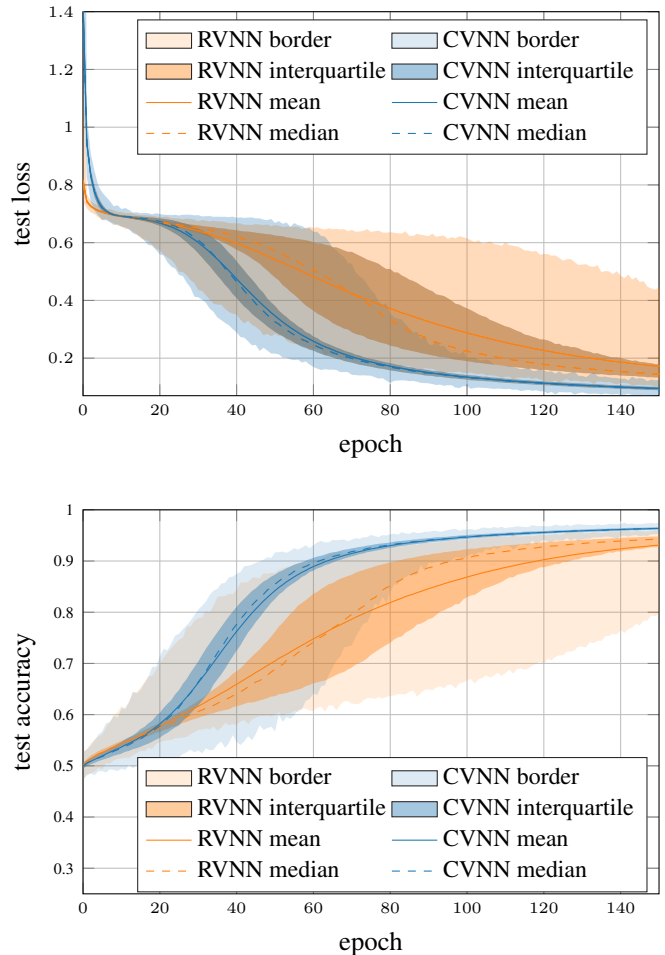 1.4
1.2
1
0.8
0.6
0.4
0.2
test loss
RVNN border CVNN border
RVNN interquartile CVNN interquartile
RVNN mean CVNN mean
RVNN median CVNN median
0 20 40 60 80 100 120 140
epoch
1
0.9
0.8
0.7
0.6
0.5
0.4
0.3
test accuracy
RVNN border CVNN border
RVNN interquartile CVNN interquartile
RVNN mean CVNN mean
RVNN median CVNN median
0 20 40 60 80 100 120 140
epoch